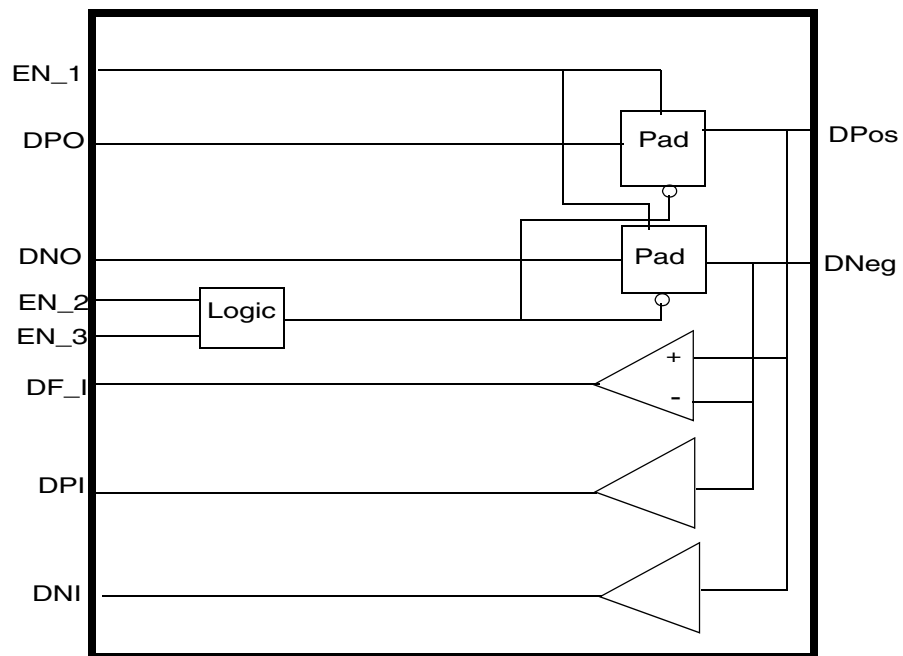 EN_1
DPO
Pad
DPos
DNO
Pad
DNeg
EN_2
Logic
EN_3
+
DF_I
-
DPI
DNI